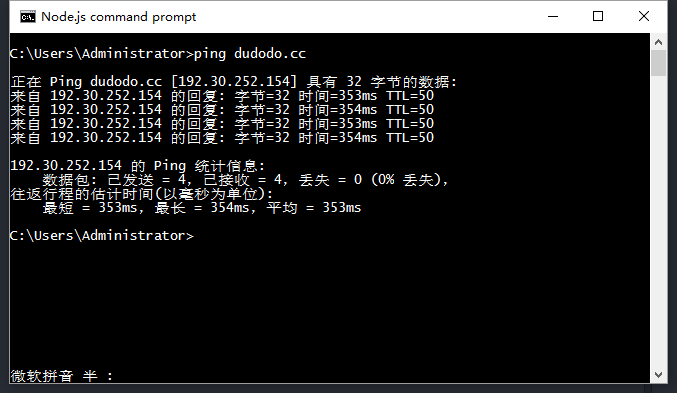 Node.js command prompt
C:\Users\Administrator>ping dudodo.cc
正在 Ping dudodo.cc [192.30.252.154] 具有 32 字节的数据:
来自 192.30.252.154 的回复: 字节=32 时间=353ms TTL=50
来自 192.30.252.154 的回复: 字节=32 时间=354ms TTL=50
来自 192.30.252.154 的回复: 字节=32 时间=353ms TTL=50
来自 192.30.252.154 的回复: 字节=32 时间=354ms TTL=50
192.30.252.154 的 Ping 统计信息:
数据包: 已发送 = 4, 已接收 = 4, 丢失 = 0 (0% 丢失),
往返行程的估计时间(以毫秒为单位):
最短 = 353ms, 最长 = 354ms, 平均 = 353ms
C:\Users\Administrator>
微软拼音 半 :